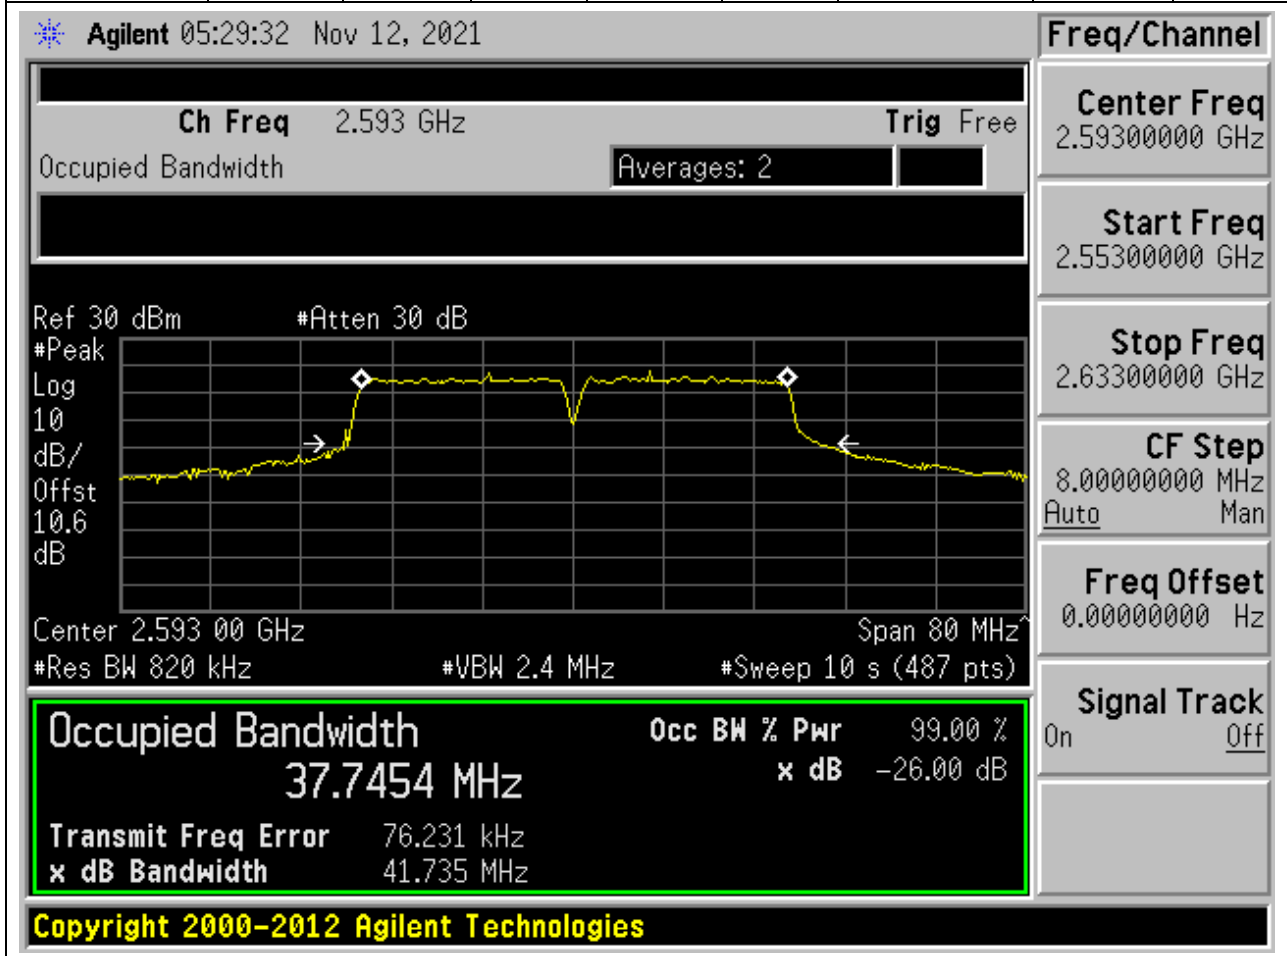 Agilent 05:29:32 Nov 12, 2021
Freq/Channel
Ch Freq 2.593 GHz Trig Free
Occupied Bandwidth Averages: 2
Ref 30 dBm #Atten 30 dB
#Peak
Log
10
dB/
Offst
10.6
dB
Center 2.593 00 GHz Span 80 MHz^
#Res BW 820 kHz #VBW 2.4 MHz #Sweep 10 s (487 pts)
Occupied Bandwidth Occ BW % Pwr 99.00 %
37.7454 MHz x dB -26.00 dB
Transmit Freq Error 76.231 kHz
x dB Bandwidth 41.735 MHz
Copyright 2000-2012 Agilent Technologies
Center Freq
2.59300000 GHz
Start Freq
2.55300000 GHz
Stop Freq
2.63300000 GHz
CF Step
8.00000000 MHz
Auto Man
Freq Offset
0.00000000 Hz
Signal Track
On Off